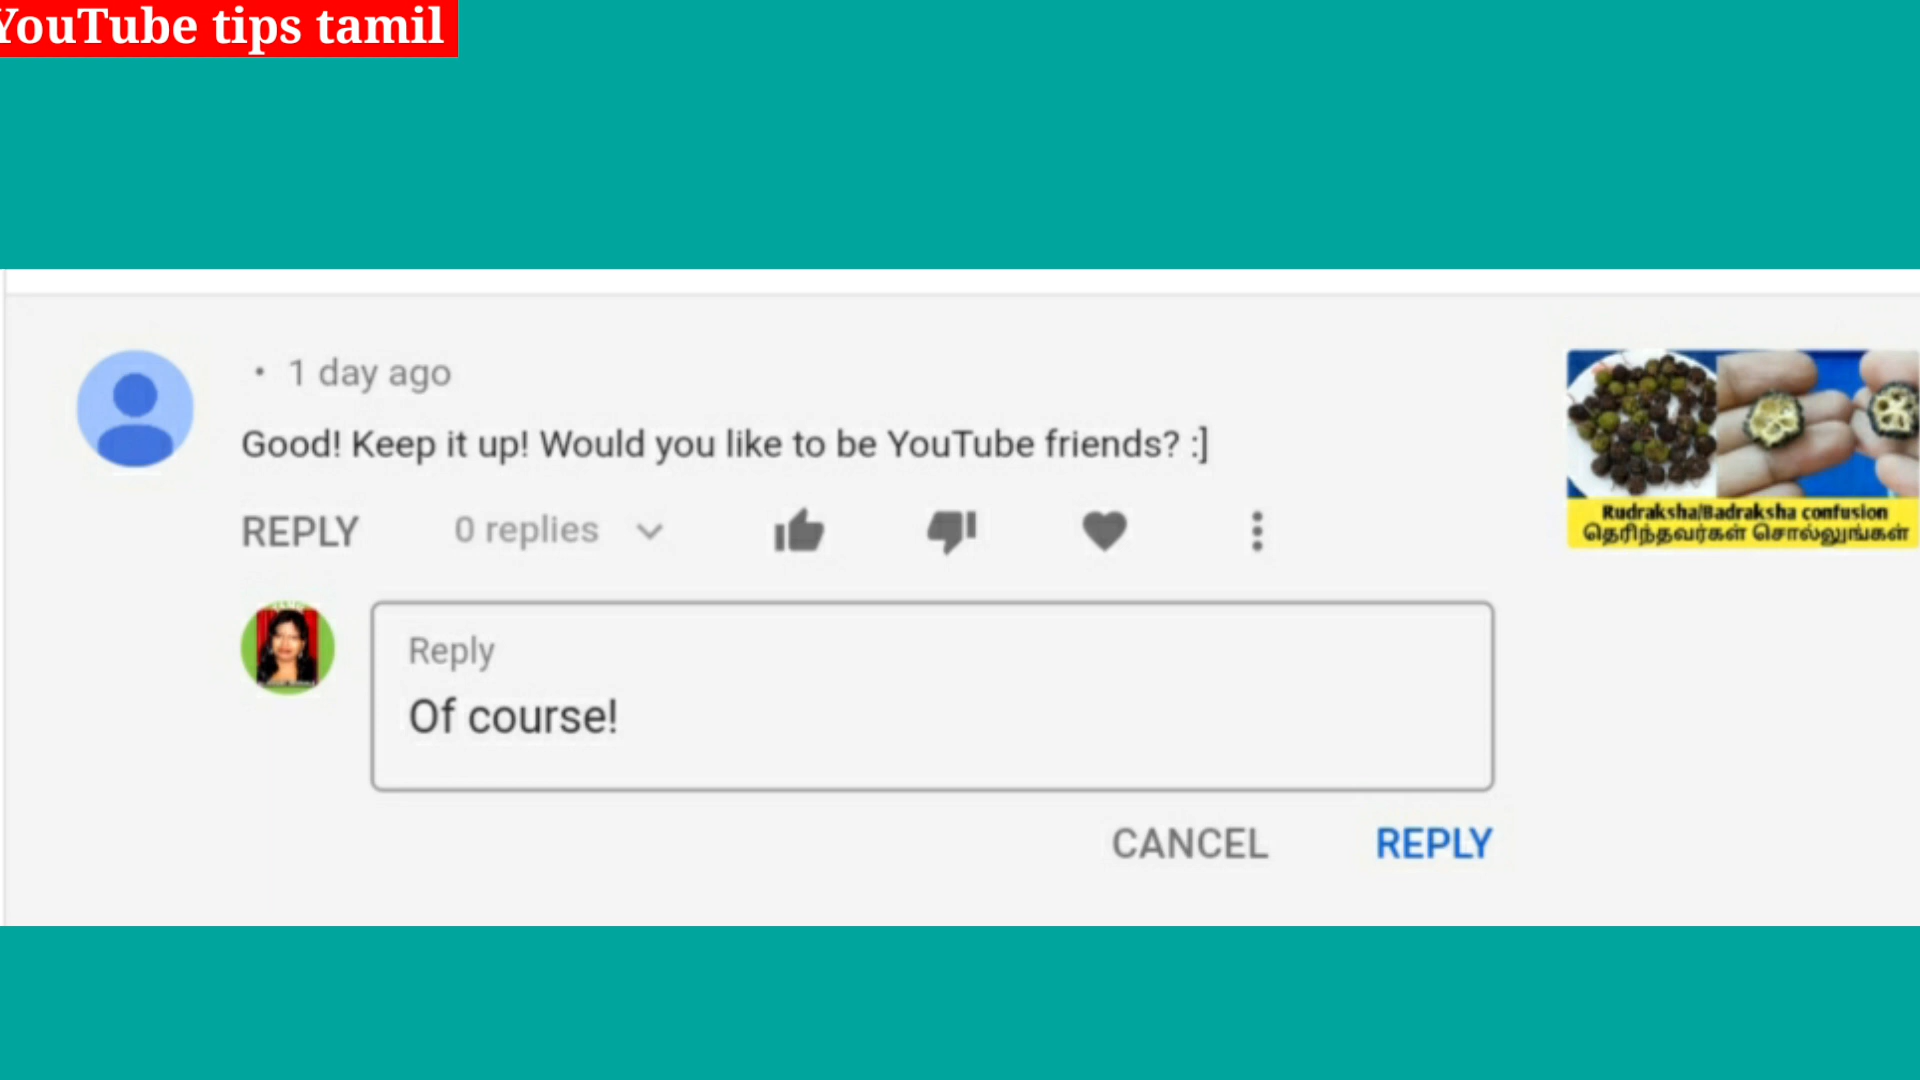 YouTube tips tamil
• 1 day ago
Good! Keep it up! Would you like to be YouTube friends? :]
REPLY 0 replies
Rudraksha/Badraksha confusion
தெரிந்தவர்கள் சொல்லுங்கள்
Reply
Of course!
CANCEL REPLY